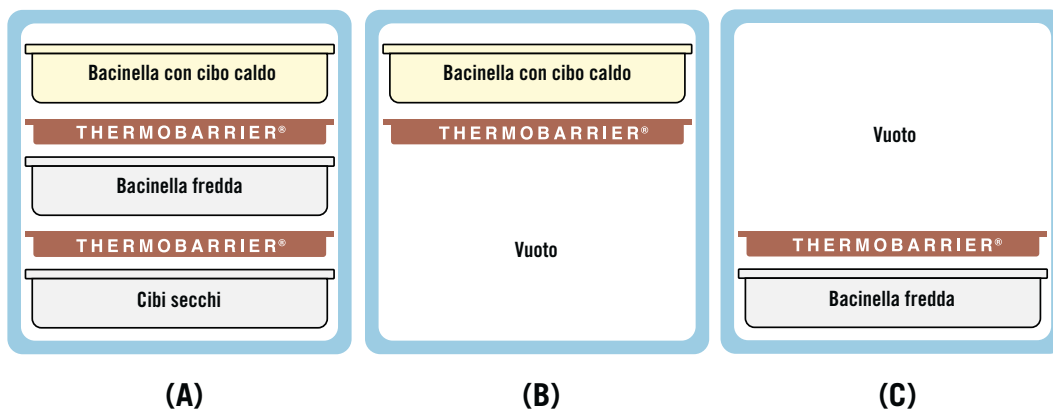 Bacinella con cibo caldo
THERMOBARRIER®
Bacinella fredda
THERMOBARRIER®
Cibi secchi
(A)
Bacinella con cibo caldo
THERMOBARRIER®
Vuoto
(B)
Vuoto
THERMOBARRIER®
Bacinella fredda
(C)